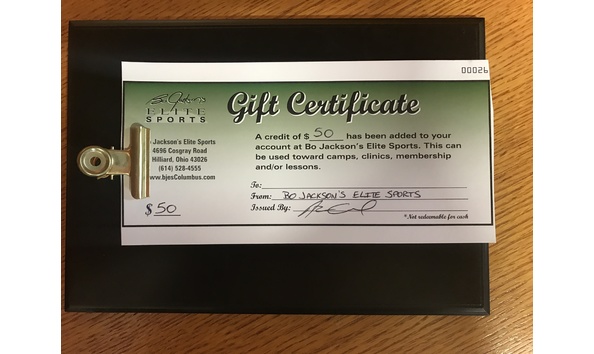 00026
Bo Jackson's
ELITE
SPORTS
Gift Certificate
A credit of $ 50 has been added to your
account at Bo Jackson's Elite Sports. This can
be used toward camps, clinics, membership
and/or lessons.
o Jackson's Elite Sports
4696 Cosgray Road
Hilliard, Ohio 43026
(614) 528-4555
www.bjesColumbus.com
To:
From: BO JACKSON'S ELITE SPORTS
Issued By:
$50
*Not redeemable for cash